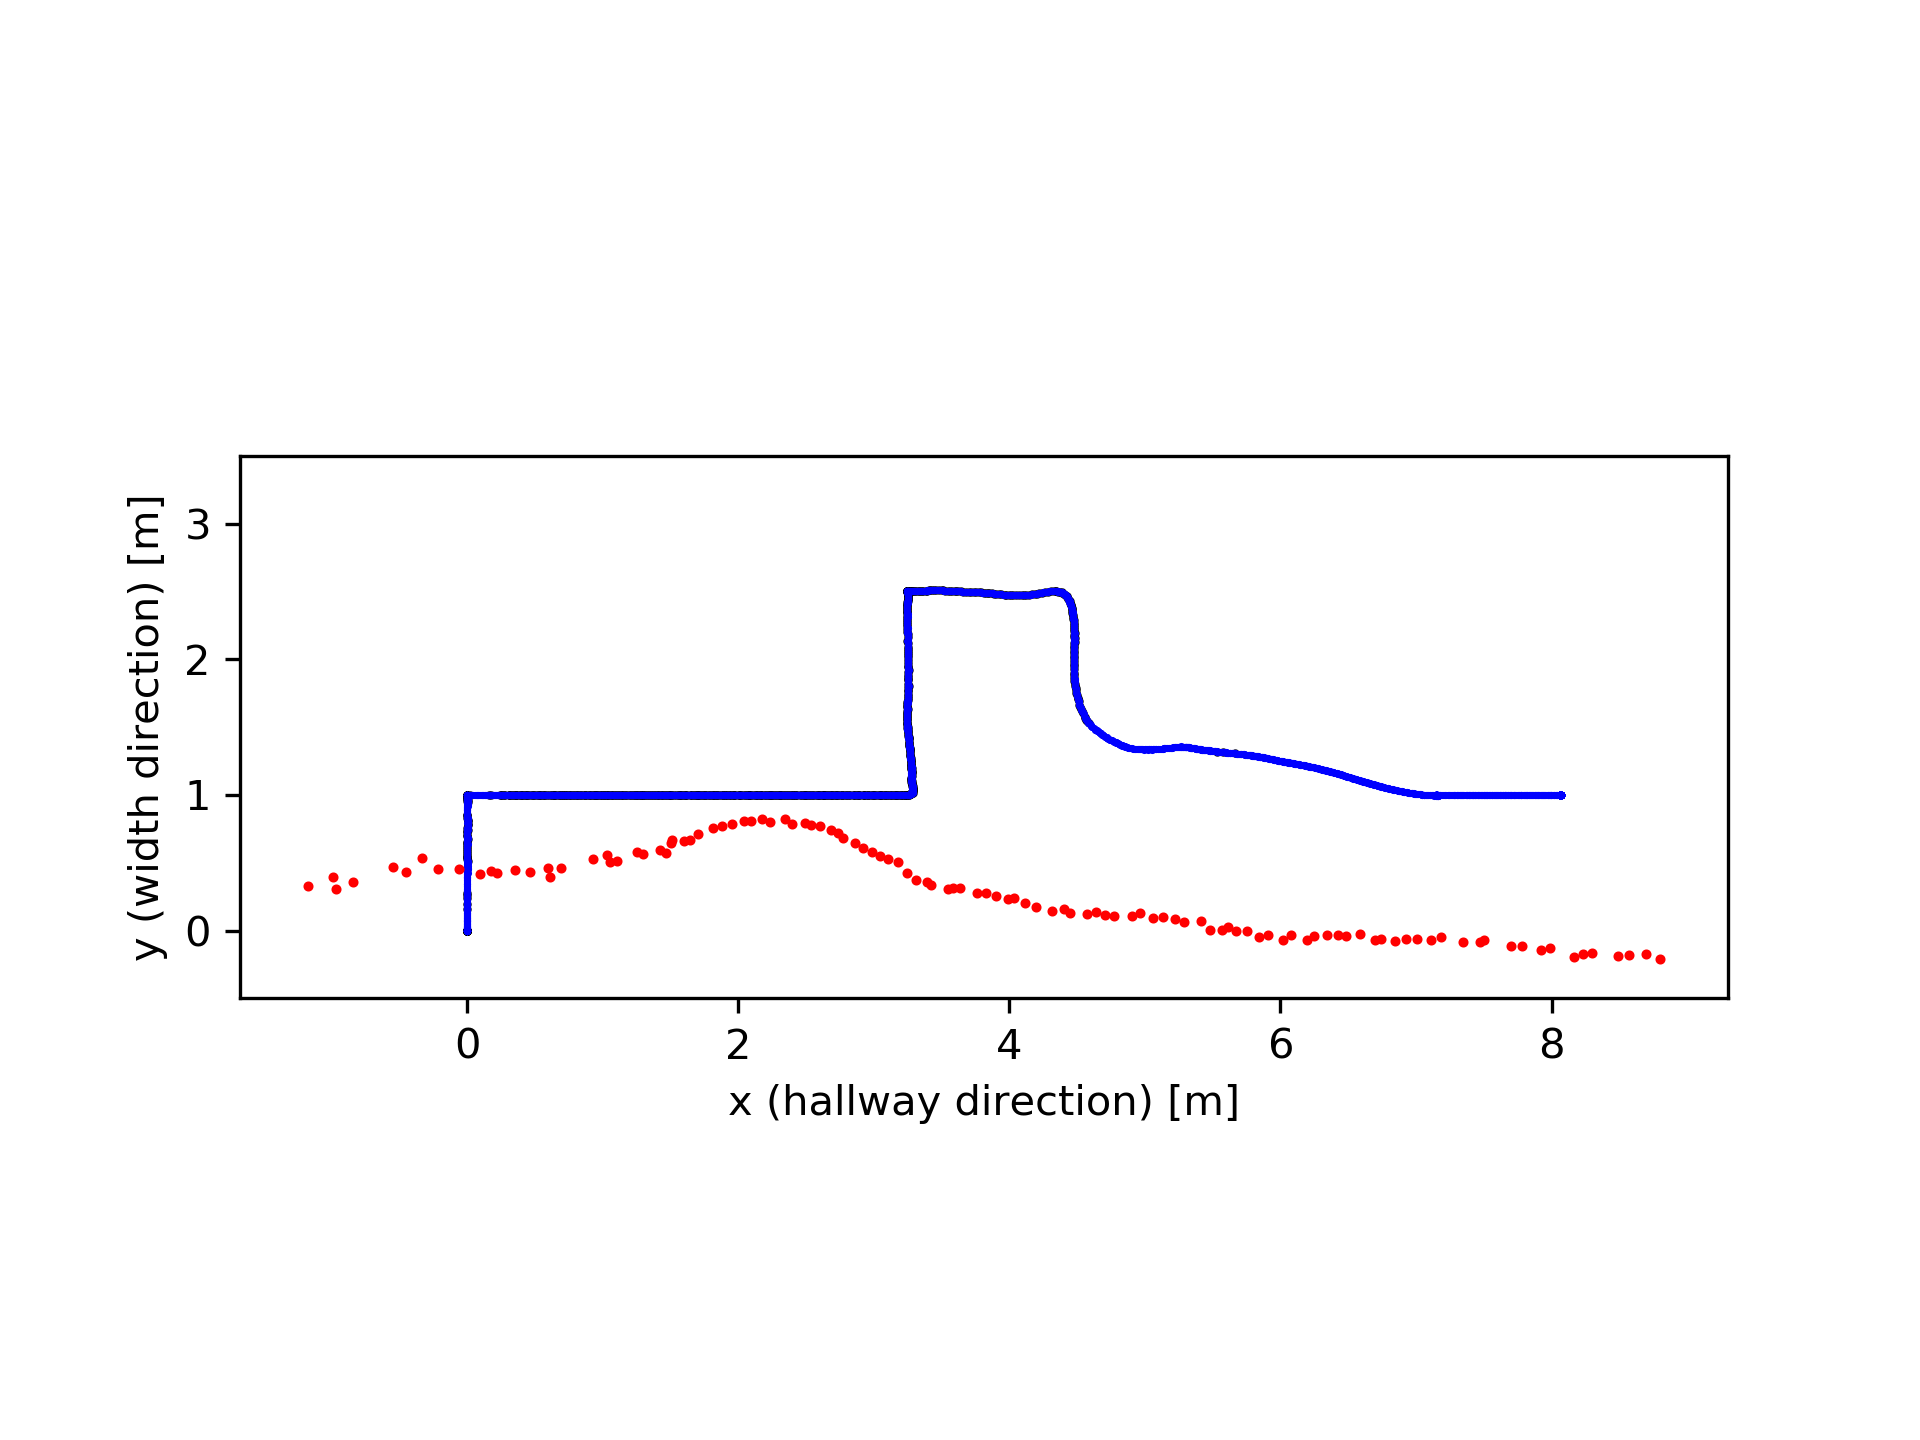 y (width direction) [m]
3
2
1
0
0 2 4 6 8
x (hallway direction) [m]